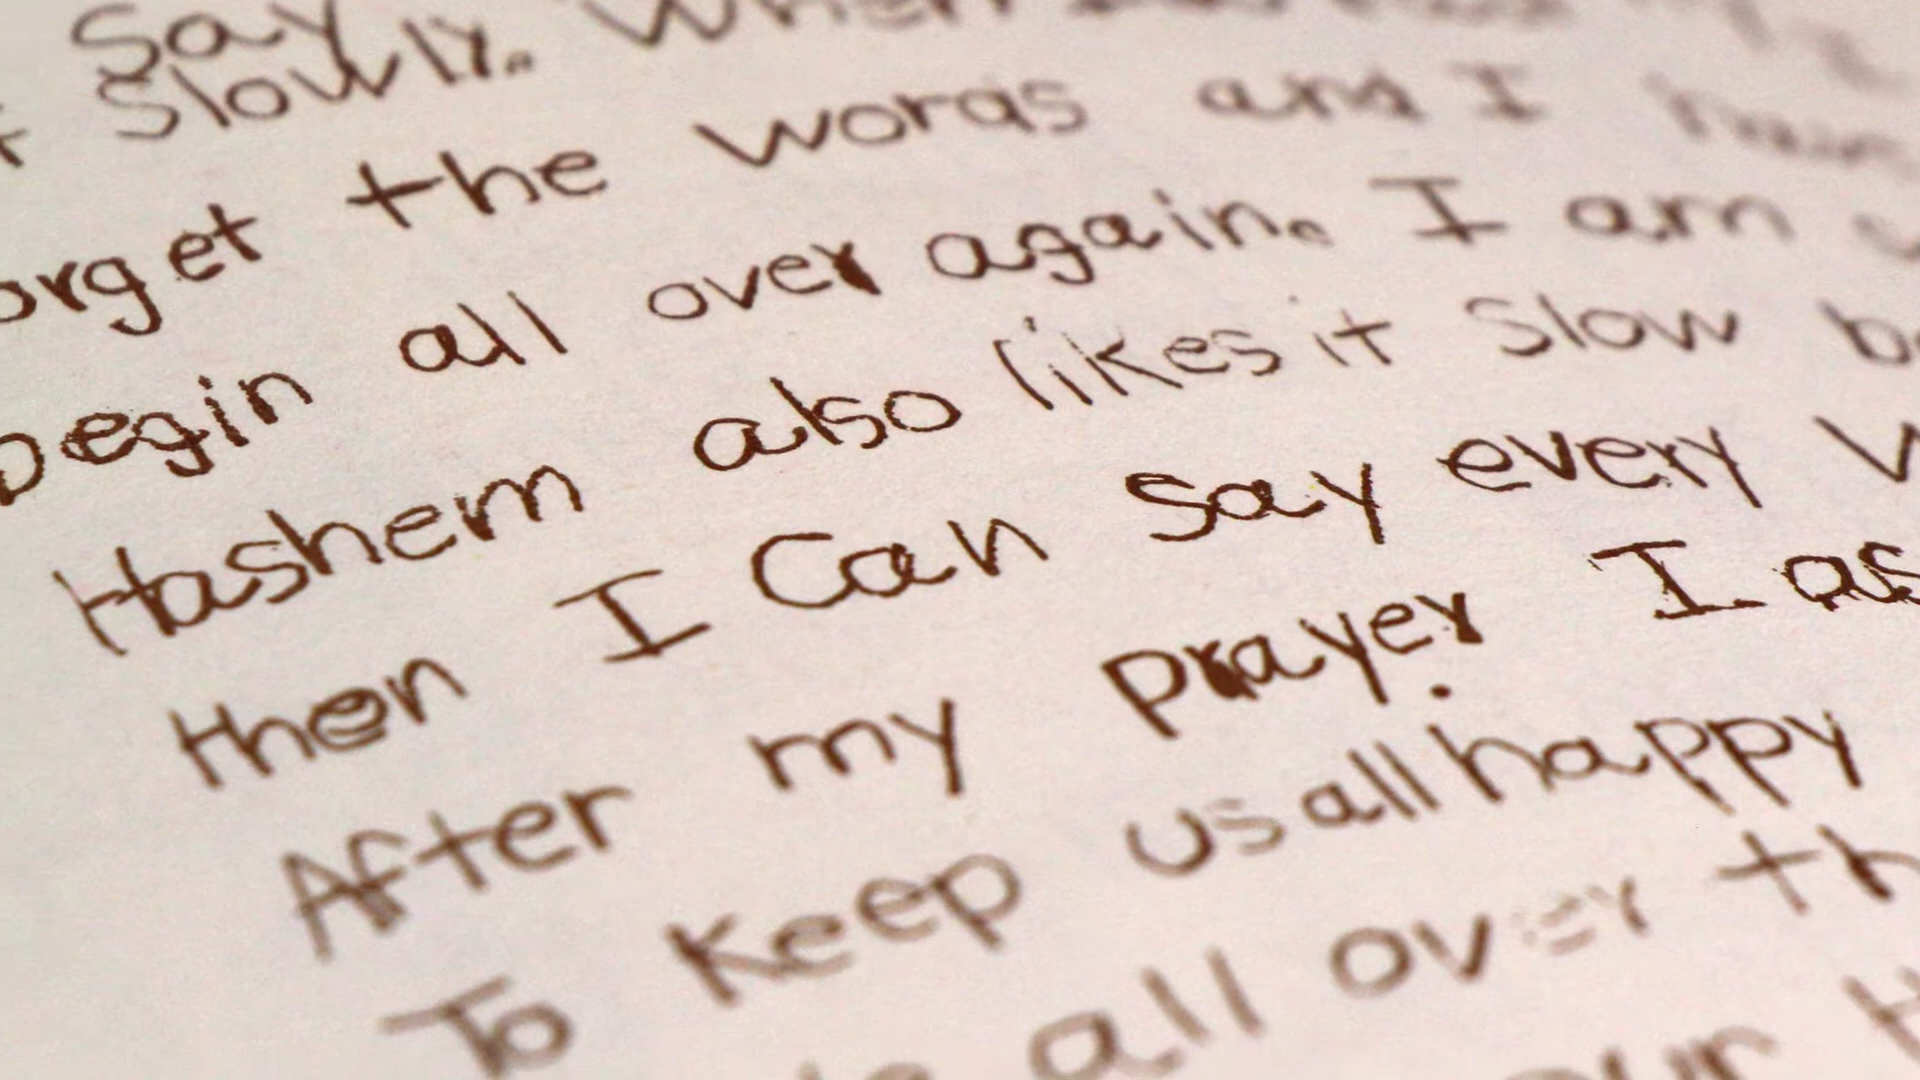 Say
Slowly. When
orget the words and I
begin all over again. I am
Hashem also likes it Slow
then I Can Say every
After my prayer I as
To Keep us all happy
all over th